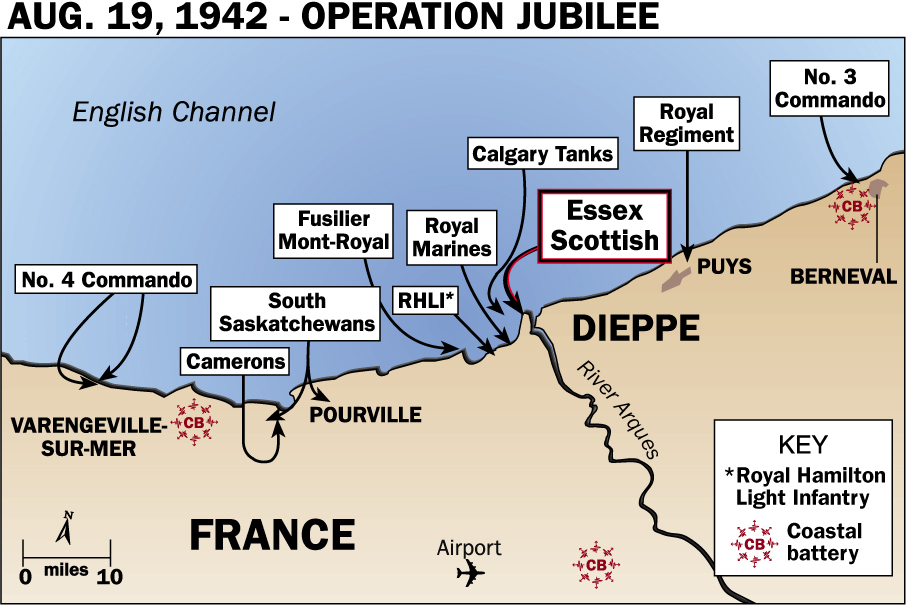 AUG. 19, 1942 - OPERATION JUBILEE
English Channel
No. 3
Commando
Royal
Regiment
Calgary Tanks
Essex
Scottish
Fusilier
Mont-Royal
Royal
Marines
No. 4 Commando
South
Saskatchewans
RHLI*
Camerons
PUYS
BERNEVAL
CB
DIEPPE
River Arques
POURVILLE
VARENGEVILLE-
SUR-MER
CB
FRANCE
N
0 miles 10
Airport
CB
KEY
*Royal Hamilton
Light Infantry
CB
Coastal
battery